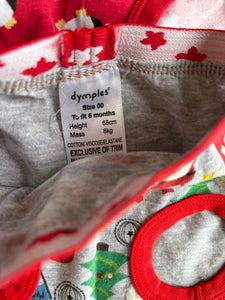 dymples®
Size 00
To fit 6 months
Height 68cm
Mass 8kg
COTTON/VISCOSE/ELASTANE
EXCLUSIVE OF TRIM